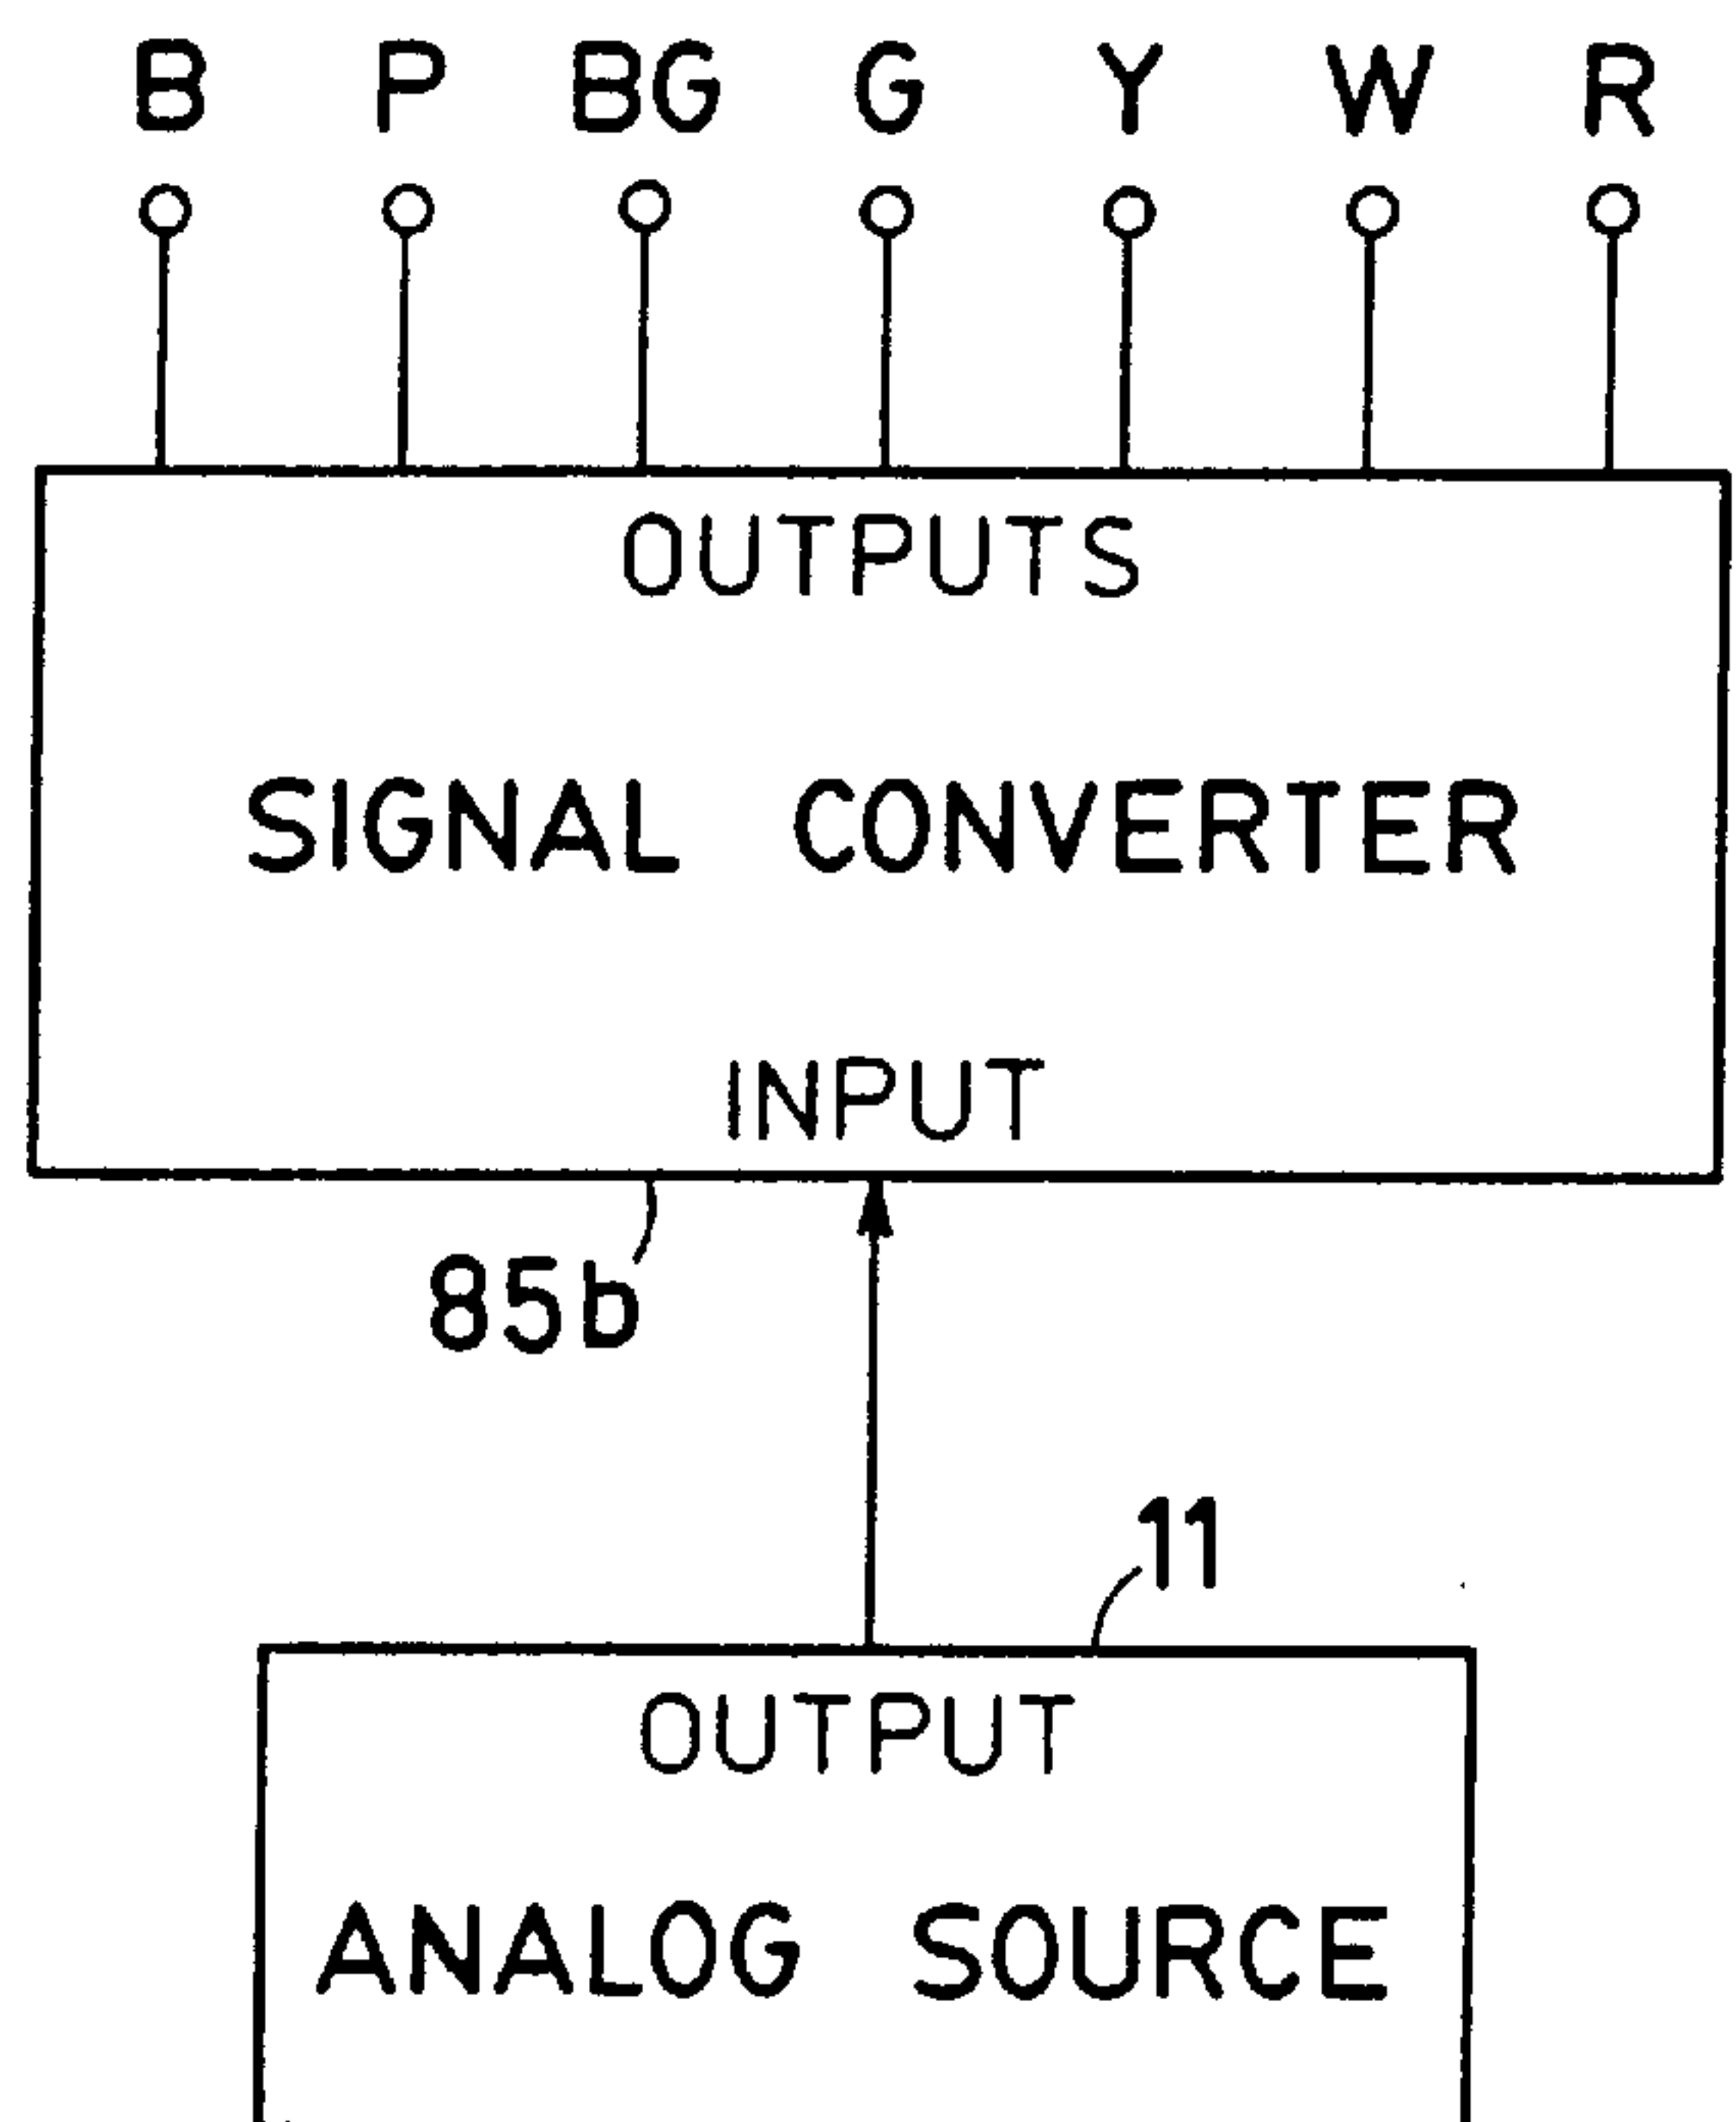 B P BG G Y W R
OUTPUTS
SIGNAL CONVERTER
INPUT
85b
11
OUTPUT
ANALOG SOURCE